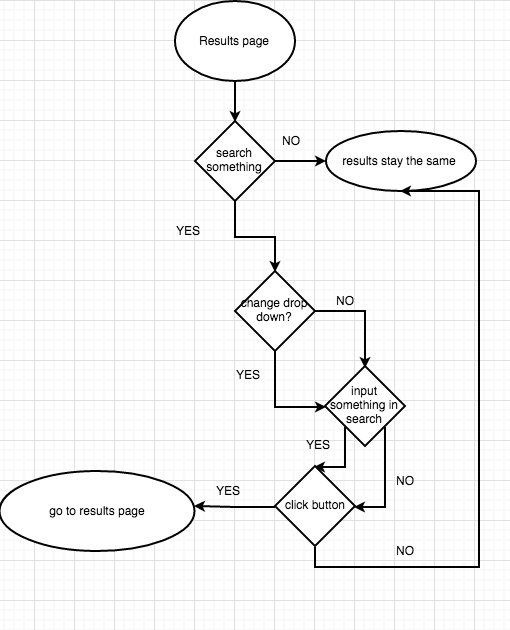 Results page
NO
search
something
results stay the same
YES
change drop
down?
NO
YES
input
something in
search
YES
NO
YES
click button
go to results page
NO